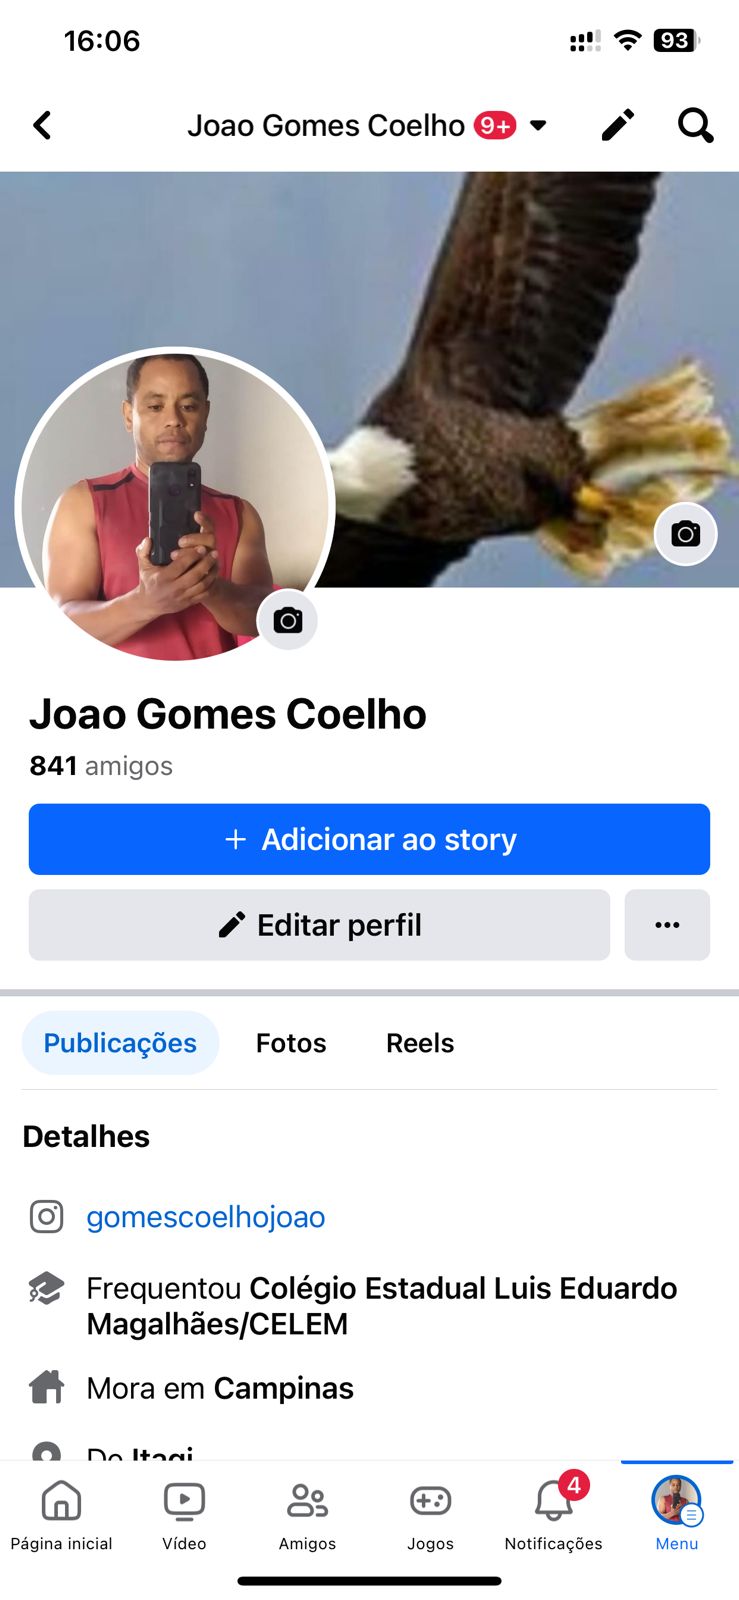 16:06
93
Joao Gomes Coelho 9+
Joao Gomes Coelho
841 amigos
+ Adicionar ao story
Editar perfil
Publicações
Fotos
Reels
Detalhes
gomescoelhojoao
Frequentou Colégio Estadual Luis Eduardo
Magalhães/CELEM
Mora em Campinas
De Itagi
4
Página inicial
Vídeo
Amigos
Jogos
Notificações
Menu